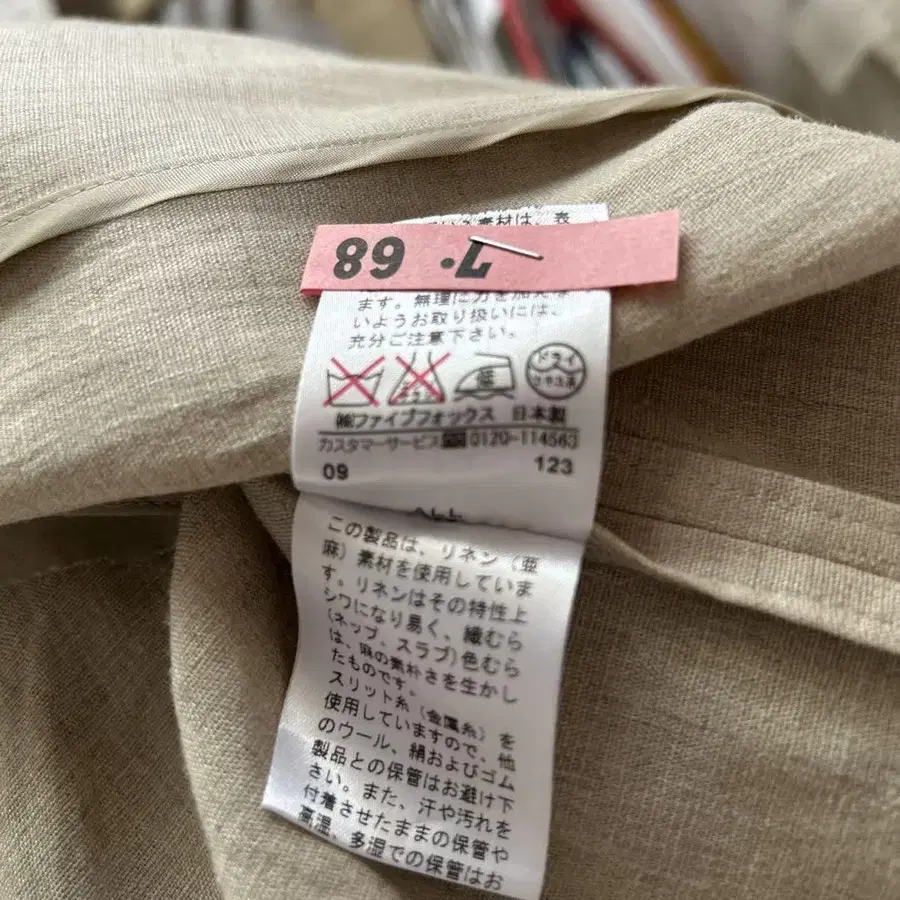 素材は、表
7・68
ます。無理に力を加えな
いようお取り扱いには、
充分ご注意下さい。
低
ドライ
㈱ファイブフォックス 日本製
カスタマーサービス 0120-114563
09 123
ALL
この製品は、リネン(亜
麻)素材を使用していま
す。リネンはその特性上
シワになり易く、織むら
(ネップ、スラブ)色むら
は、麻の素朴さを生かし
たものです。
スリット糸(金属糸)を
使用していますので、他
のウール、絹およびゴム
製品との保管はお避け下
さい。また、汗や汚れを
付着させたままの保管や
高温、多湿での保管はお